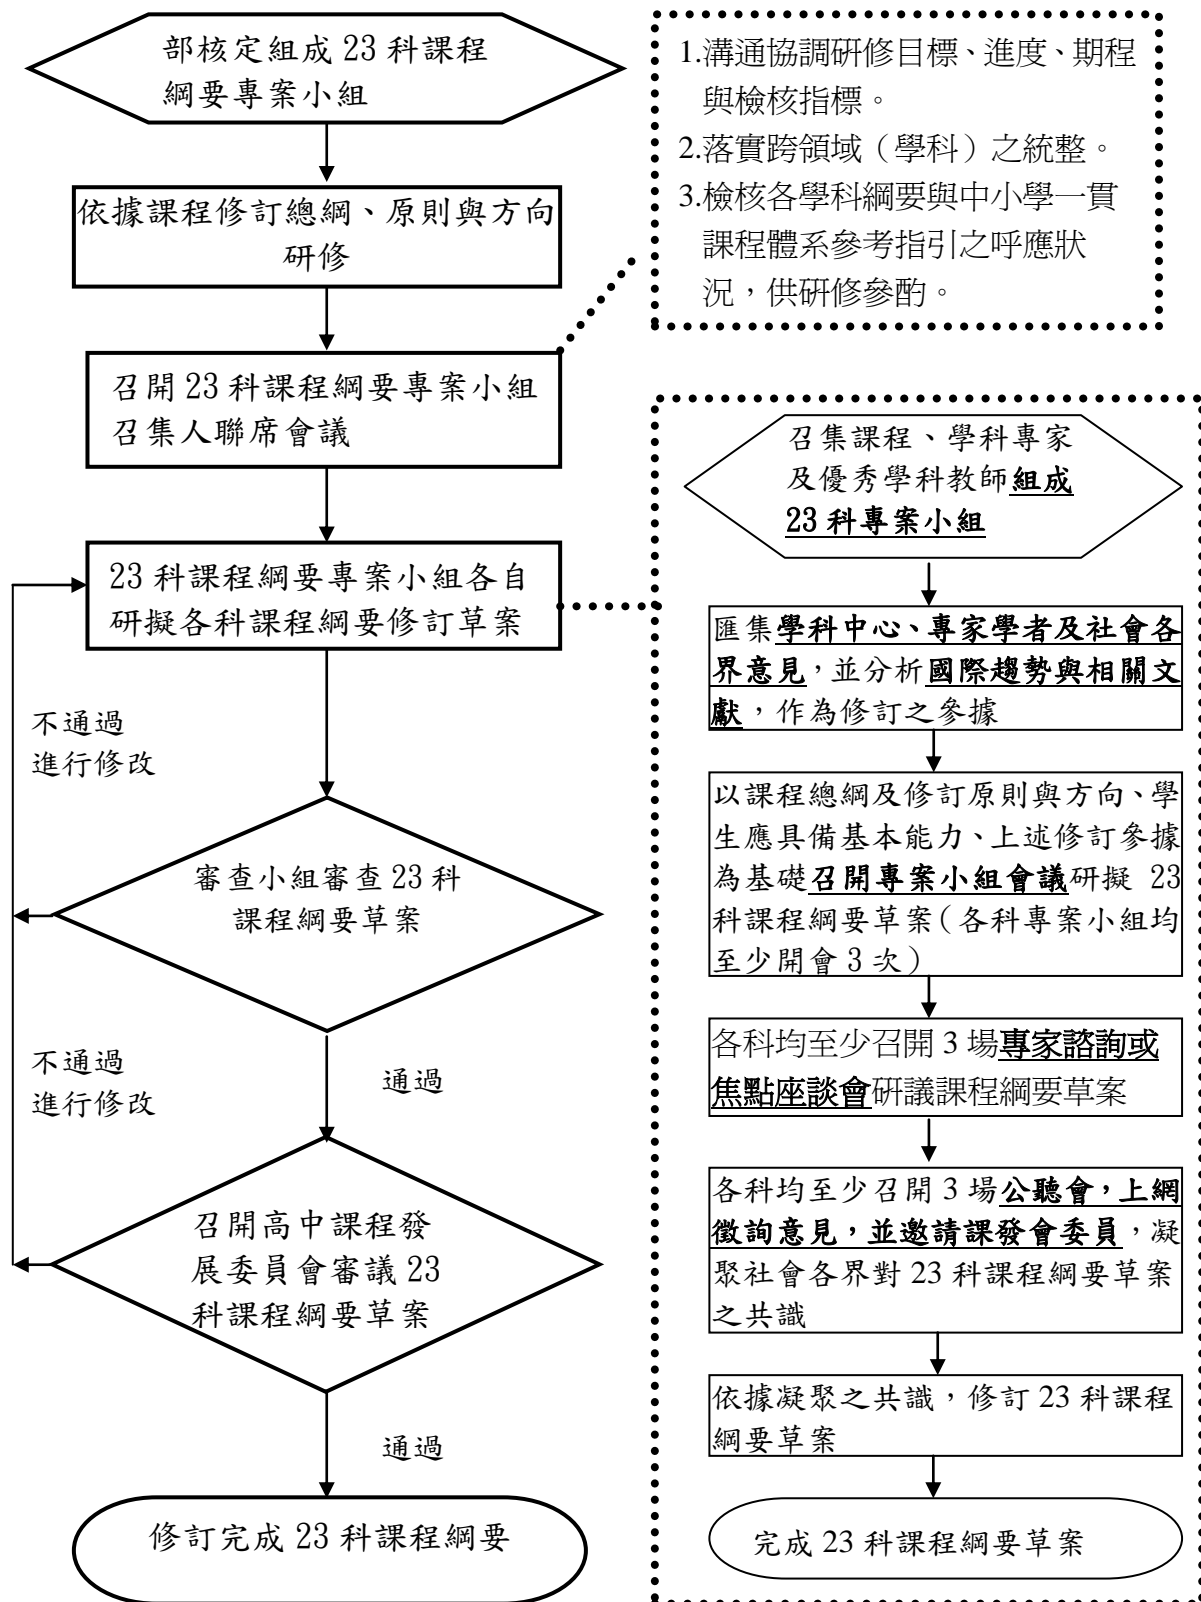 部核定組成 23 科課程
綱要專案小組
依據課程修訂總綱、原則與方向
研修
召開 23 科課程綱要專案小組
召集人聯席會議
23 科課程綱要專案小組各自
研擬各科課程綱要修訂草案
不通過
進行修改
審查小組審查 23 科
課程綱要草案
不通過
進行修改
通過
召開高中課程發
展委員會審議 23
科課程綱要草案
通過
修訂完成 23 科課程綱要
1.溝通協調研修目標、進度、期程
與檢核指標。
2.落實跨領域（學科）之統整。
3.檢核各學科綱要與中小學一貫
課程體系參考指引之呼應狀
況，供研修參酌。
召集課程、學科專家
及優秀學科教師組成
23 科專案小組
匯集學科中心、專家學者及社會各
界意見，並分析國際趨勢與相關文
獻，作為修訂之參據
以課程總綱及修訂原則與方向、學
生應具備基本能力、上述修訂參據
為基礎召開專案小組會議研擬 23
科課程綱要草案（各科專案小組均
至少開會 3 次）
各科均至少召開 3 場專家諮詢或
焦點座談會研議課程綱要草案
各科均至少召開 3 場公聽會，上網
徵詢意見，並邀請課發會委員，凝
聚社會各界對 23 科課程綱要草案
之共識
依據凝聚之共識，修訂 23 科課程
綱要草案
完成 23 科課程綱要草案